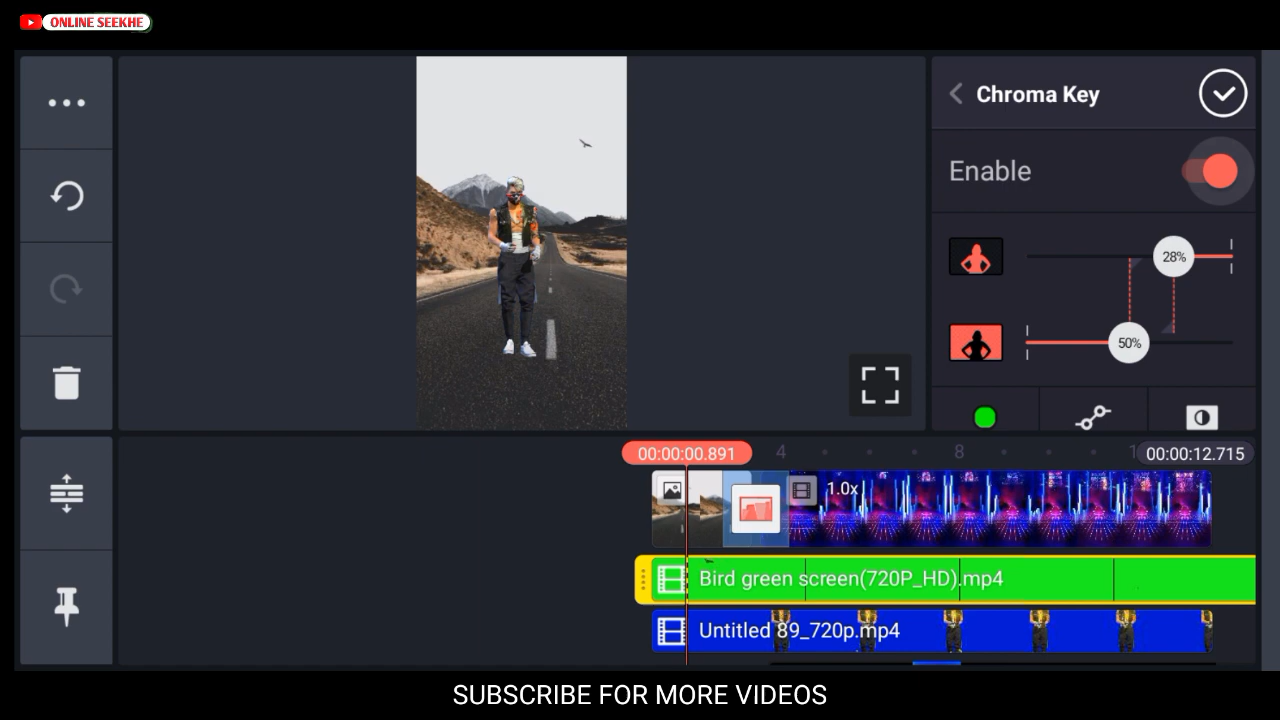 ONLINE SEEKHE
Chroma Key
Enable
28%
50%
00:00:00.891
4
8
1
00:00:12.715
1.0x
Bird green screen(720P_HD).mp4
Untitled 89_720p.mp4
SUBSCRIBE FOR MORE VIDEOS